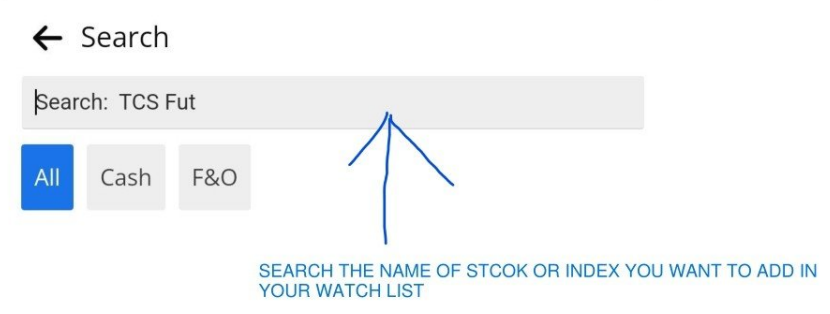 Search
Search: TCS Fut
All Cash F&O
SEARCH THE NAME OF STCOK OR INDEX YOU WANT TO ADD IN
YOUR WATCH LIST